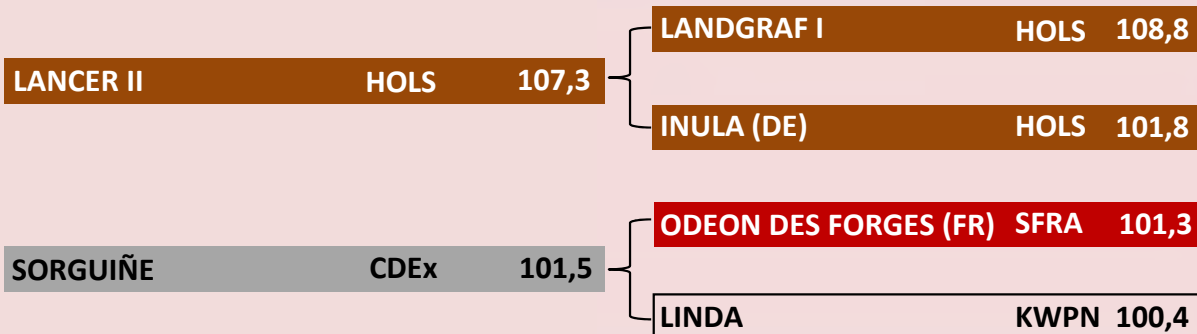 LANDGRAF I HOLS 108,8
LANCER II HOLS 107,3
INULA (DE) HOLS 101,8
ODEON DES FORGES (FR) SFRA 101,3
SORGUIÑE CDEx 101,5
LINDA KWPN 100,4